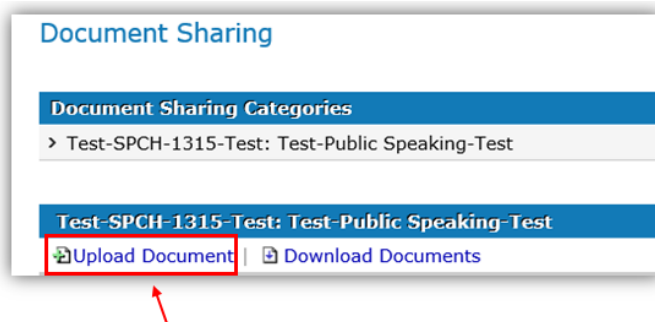 Document Sharing
Document Sharing Categories
> Test-SPCH-1315-Test: Test-Public Speaking-Test
Test-SPCH-1315-Test: Test-Public Speaking-Test
Upload Document | Download Documents